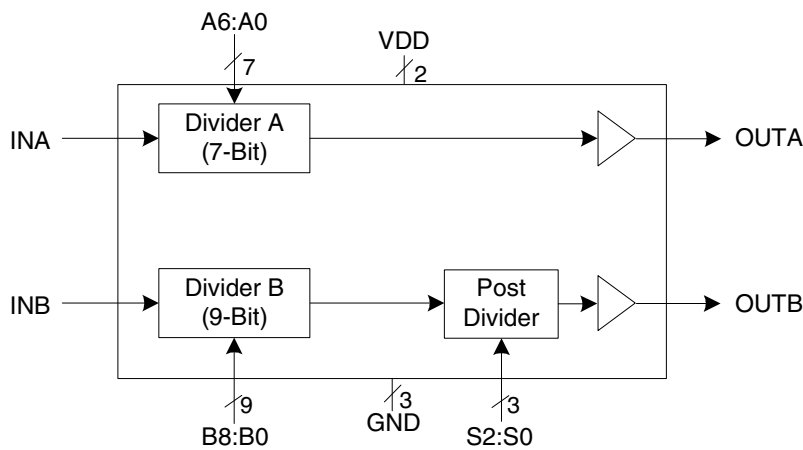 A6:A0
7
VDD
2
INA
Divider A
(7-Bit)
OUTA
INB
Divider B
(9-Bit)
Post
Divider
OUTB
9
B8:B0
3
GND
3
S2:S0